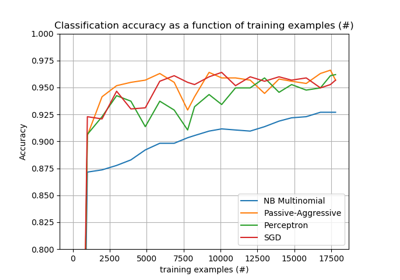 Classification accuracy as a function of training examples (#)
1.000
0.975
0.950
0.925
0.900
0.875
0.850
0.825
0.800
Accuracy
NB Multinomial
Passive-Aggressive
Perceptron
SGD
0 2500 5000 7500 10000 12500 15000 17500
training examples (#)